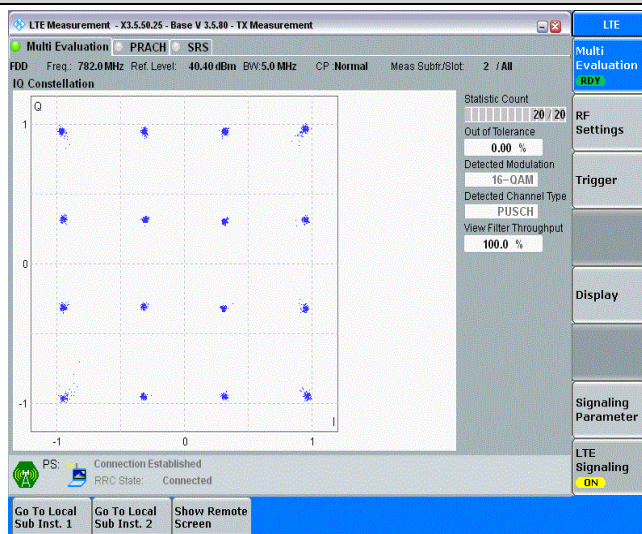 LTE Measurement - X3.5.50.25 - Base V 3.5.80 - TX Measurement
LTE
Multi Evaluation PRACH SRS
FDD Freq.: 782.0 MHz Ref. Level: 40.40 dBm BW:5.0 MHz CP :Normal Meas Subfr./Slot: 2 / All
IQ Constellation
Q
1
0
-1
I
-1 0 1
Statistic Count
20 / 20
Out of Tolerance
0.00 %
Detected Modulation
16-QAM
Detected Channel Type
PUSCH
View Filter Throughput
100.0 %
Multi
Evaluation
RDY
RF
Settings
Trigger
Display
Signaling
Parameter
LTE
Signaling
ON
PS: Connection Established
RRC State: Connected
Go To Local
Sub Inst. 1
Go To Local
Sub Inst. 2
Show Remote
Screen